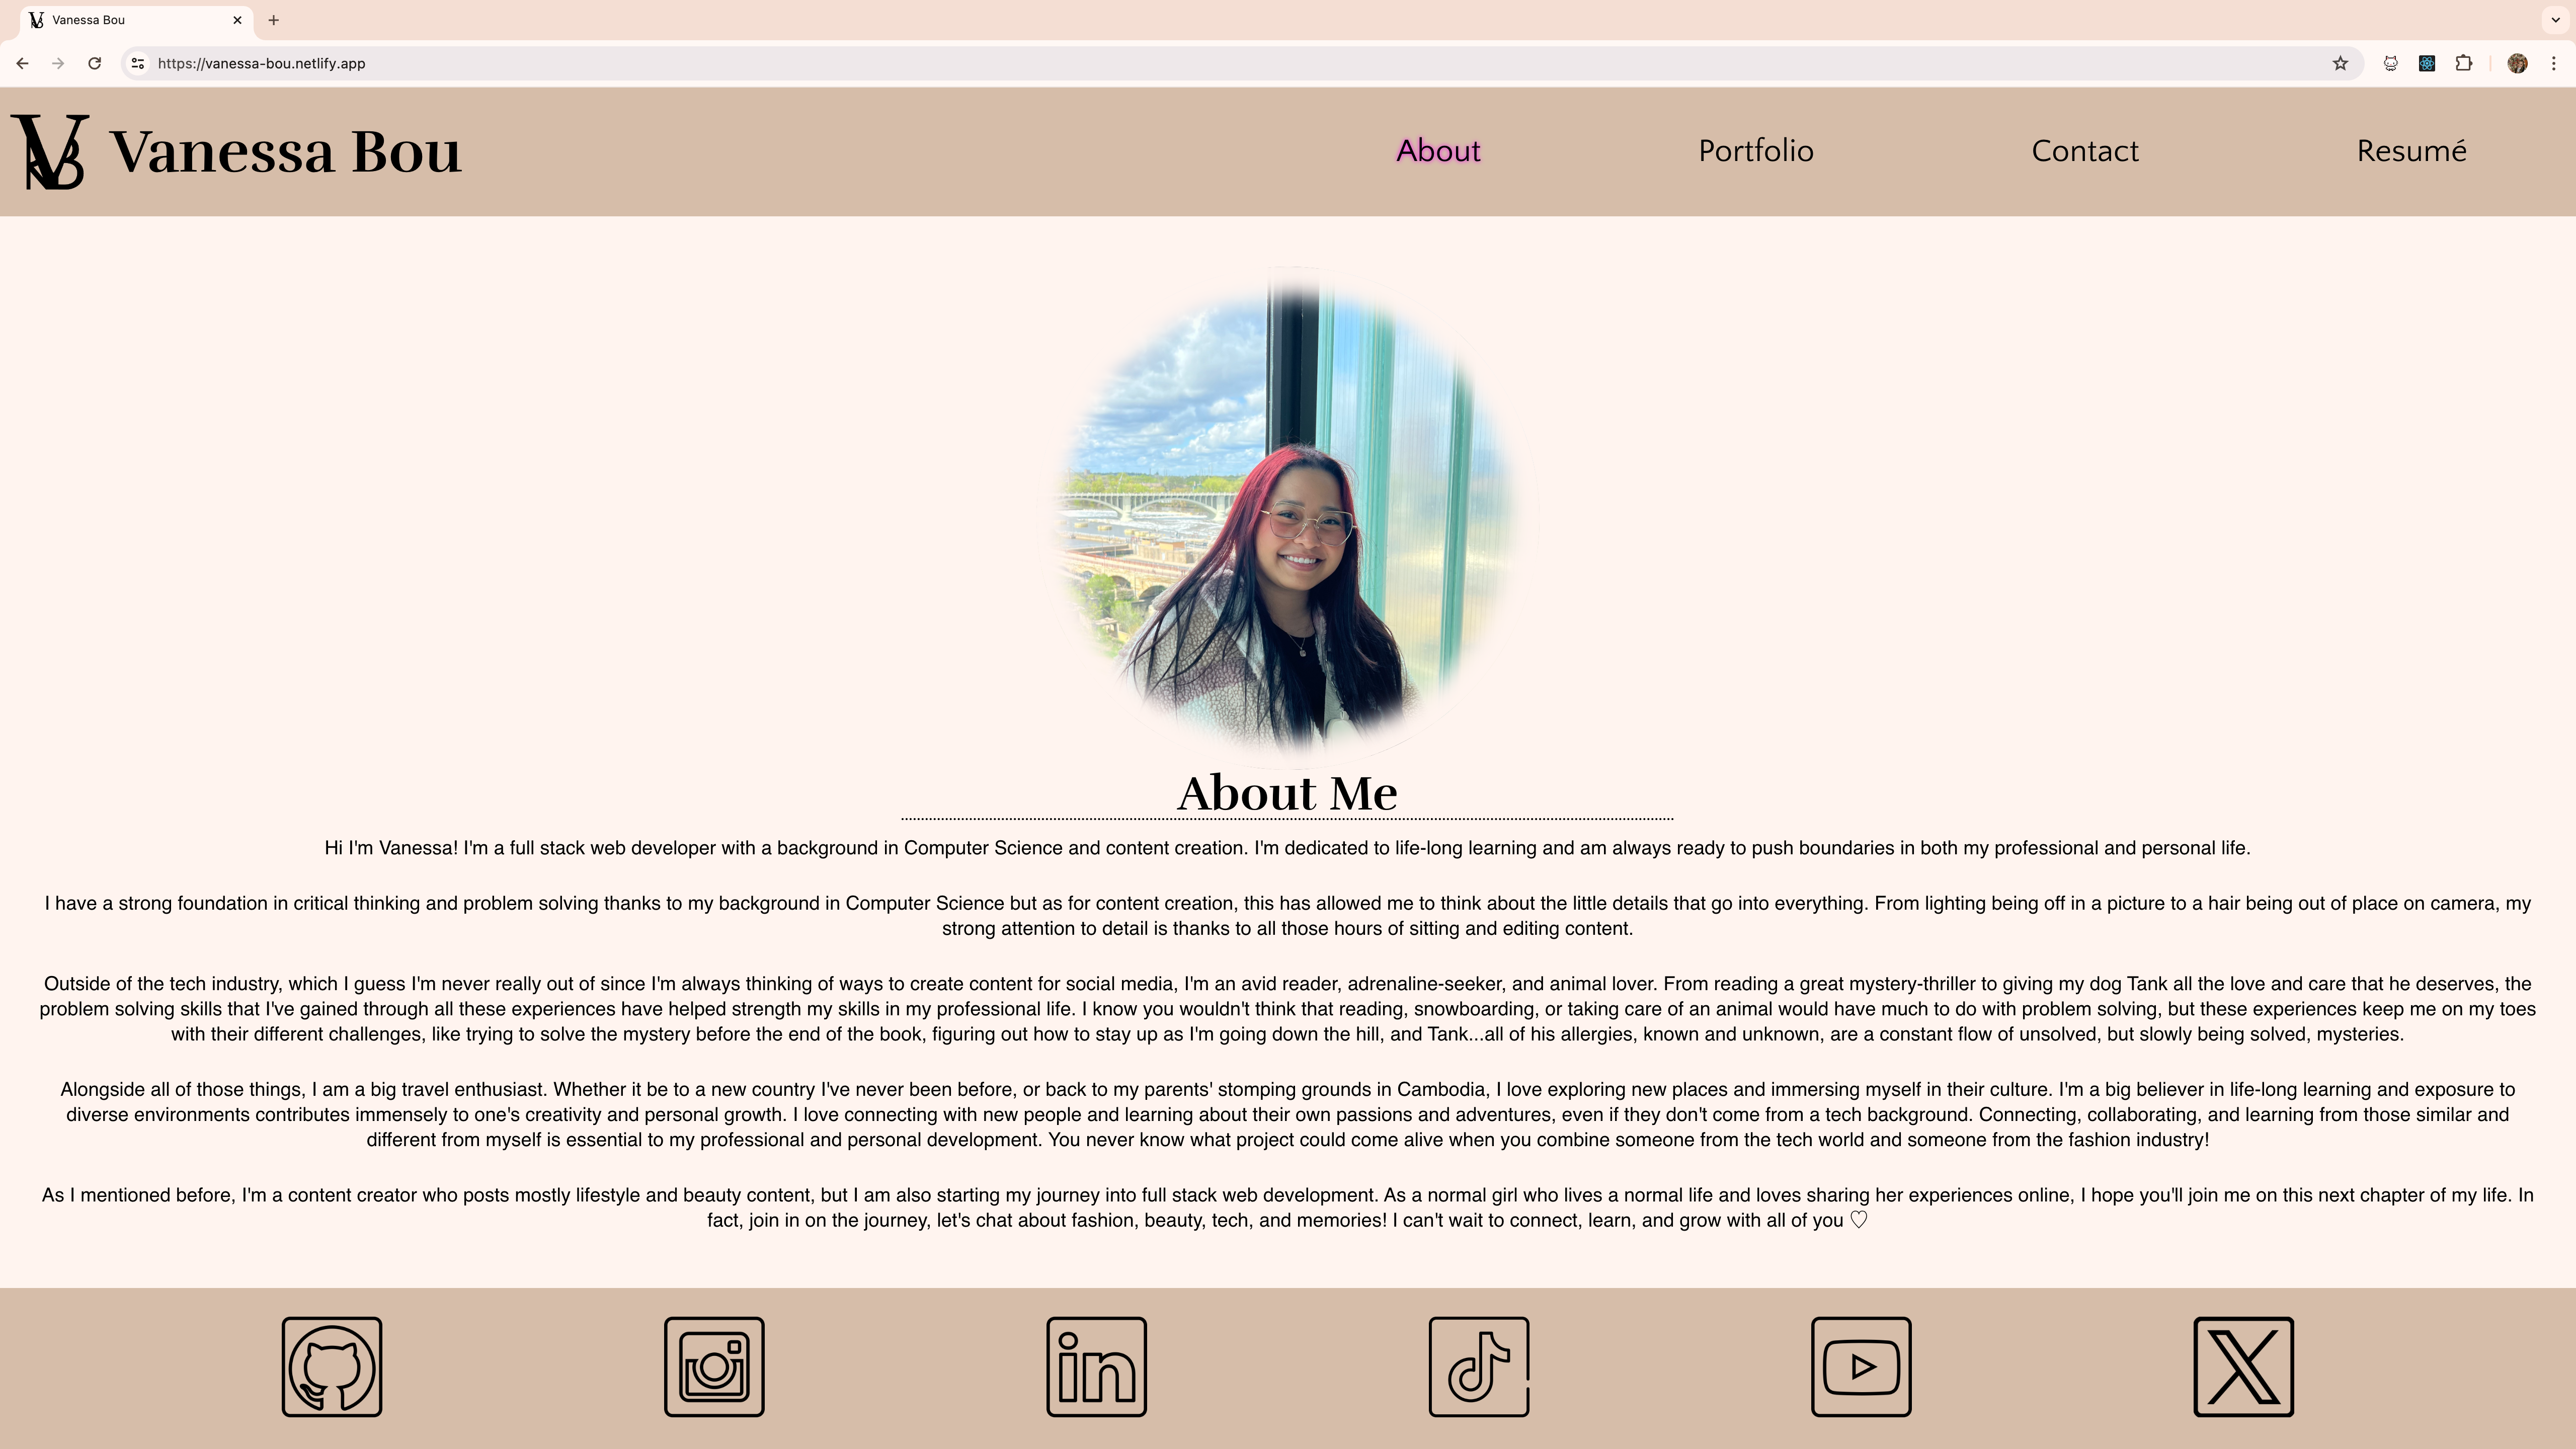 Vanessa Bou
https://vanessa-bou.netlify.app
VB Vanessa Bou
About
Portfolio
Contact
Resumé
About Me
Hi I'm Vanessa! I'm a full stack web developer with a background in Computer Science and content creation. I'm dedicated to life-long learning and am always ready to push boundaries in both my professional and personal life.
I have a strong foundation in critical thinking and problem solving thanks to my background in Computer Science but as for content creation, this has allowed me to think about the little details that go into everything. From lighting being off in a picture to a hair being out of place on camera, my
strong attention to detail is thanks to all those hours of sitting and editing content.
Outside of the tech industry, which I guess I'm never really out of since I'm always thinking of ways to create content for social media, I'm an avid reader, adrenaline-seeker, and animal lover. From reading a great mystery-thriller to giving my dog Tank all the love and care that he deserves, the
problem solving skills that I've gained through all these experiences have helped strength my skills in my professional life. I know you wouldn't think that reading, snowboarding, or taking care of an animal would have much to do with problem solving, but these experiences keep me on my toes
with their different challenges, like trying to solve the mystery before the end of the book, figuring out how to stay up as I'm going down the hill, and Tank...all of his allergies, known and unknown, are a constant flow of unsolved, but slowly being solved, mysteries.
Alongside all of those things, I am a big travel enthusiast. Whether it be to a new country I've never been before, or back to my parents' stomping grounds in Cambodia, I love exploring new places and immersing myself in their culture. I'm a big believer in life-long learning and exposure to
diverse environments contributes immensely to one's creativity and personal growth. I love connecting with new people and learning about their own passions and adventures, even if they don't come from a tech background. Connecting, collaborating, and learning from those similar and
different from myself is essential to my professional and personal development. You never know what project could come alive when you combine someone from the tech world and someone from the fashion industry!
As I mentioned before, I'm a content creator who posts mostly lifestyle and beauty content, but I am also starting my journey into full stack web development. As a normal girl who lives a normal life and loves sharing her experiences online, I hope you'll join me on this next chapter of my life. In
fact, join in on the journey, let's chat about fashion, beauty, tech, and memories! I can't wait to connect, learn, and grow with all of you ♡
in
X